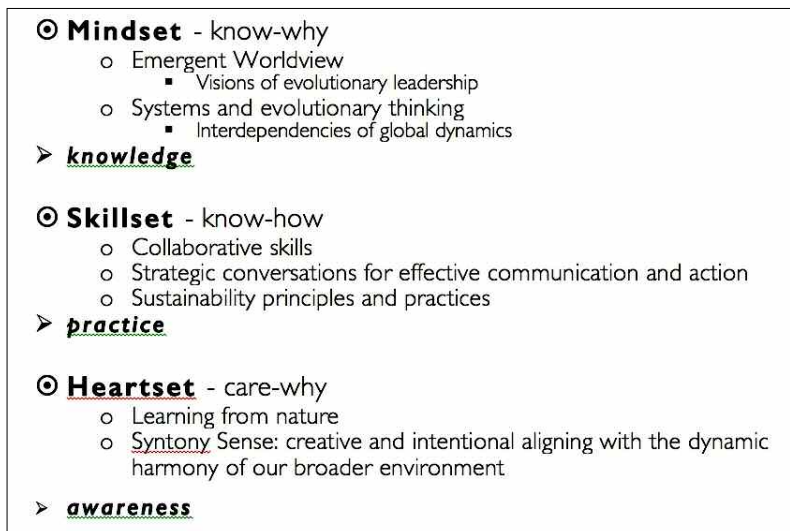 Mindset - know-why
Emergent Worldview
Visions of evolutionary leadership
Systems and evolutionary thinking
Interdependencies of global dynamics
knowledge
Skillset - know-how
Collaborative skills
Strategic conversations for effective communication and action
Sustainability principles and practices
practice
Heartset - care-why
Learning from nature
Syntony Sense: creative and intentional aligning with the dynamic
harmony of our broader environment
awareness